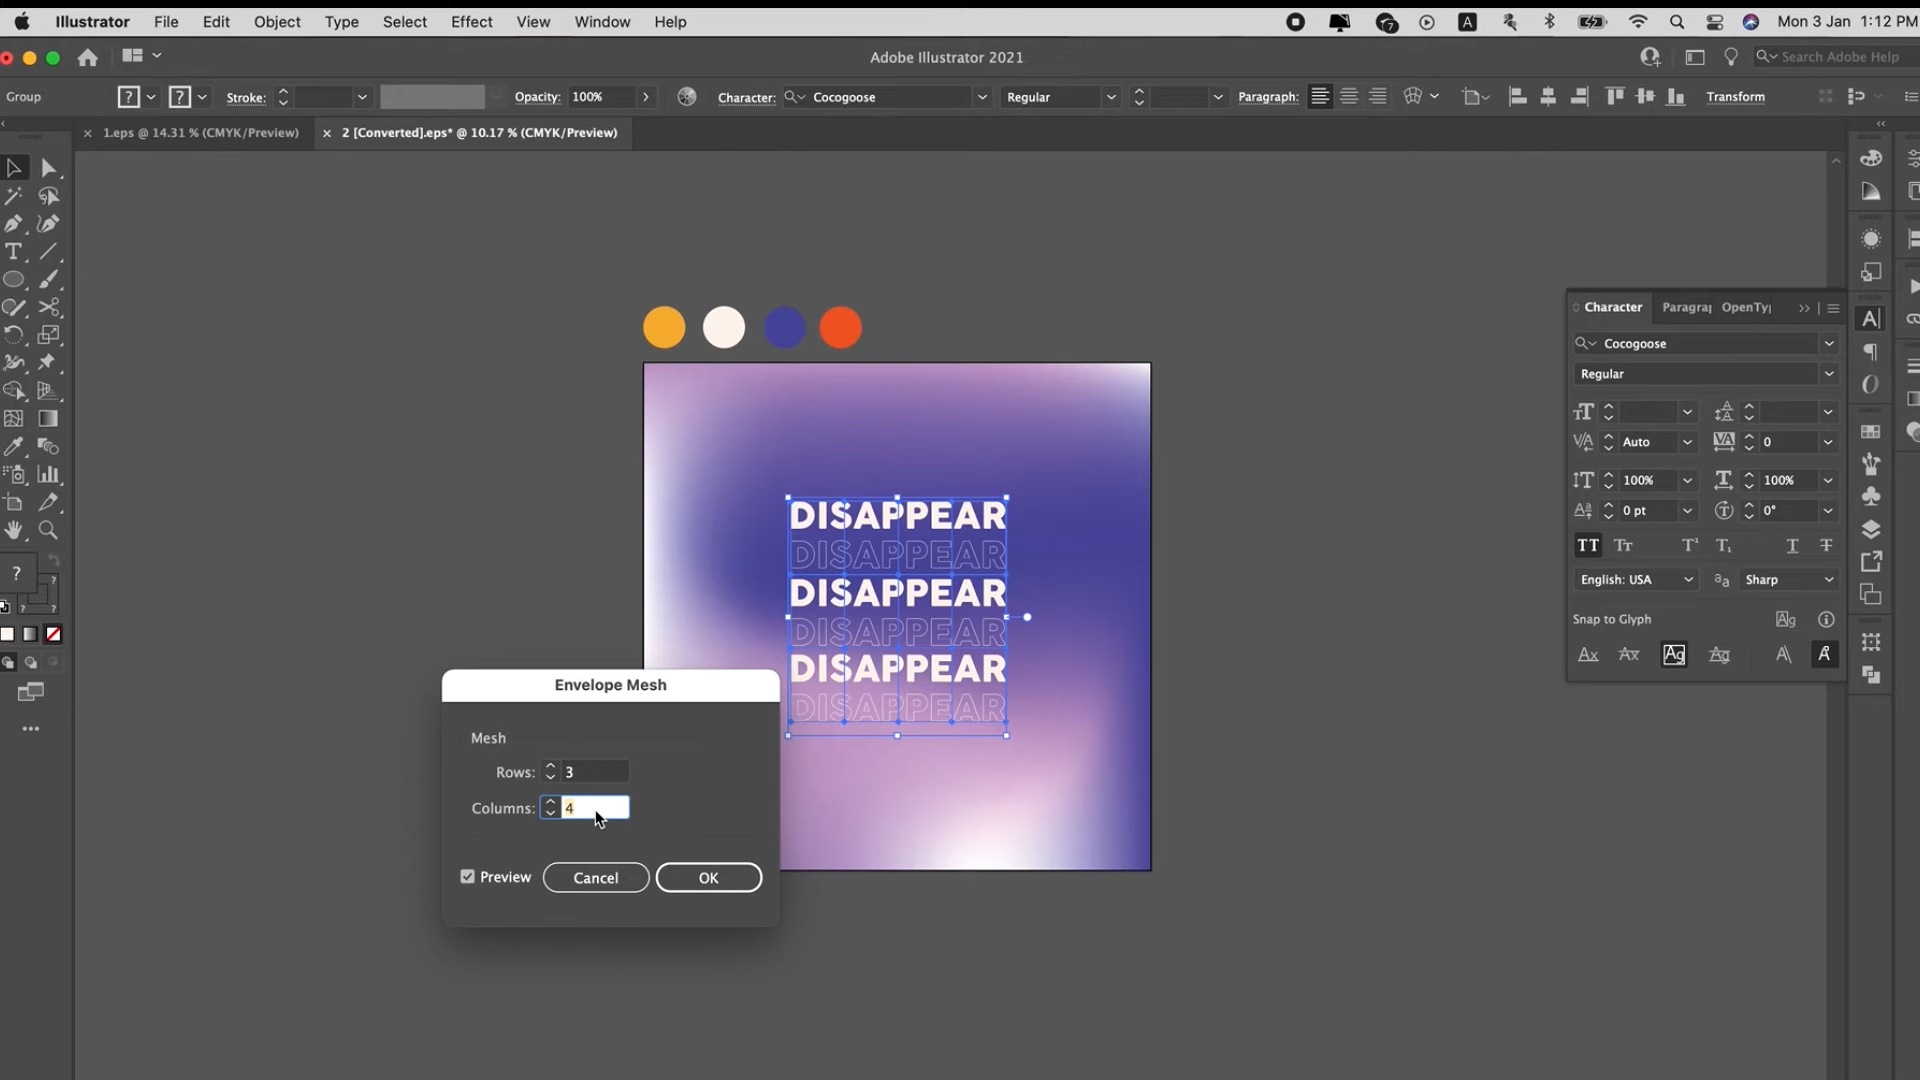 Illustrator File Edit Object Type Select Effect View Window Help
7 A Mon 3 Jan 1:12 PM
Adobe Illustrator 2021
Search Adobe Help
Group ? ? Stroke: Opacity: 100% Character: Cocogoose Regular Paragraph: Transform
× 1.eps @ 14.31 % (CMYK/Preview) × 2 [Converted].eps* @ 10.17 % (CMYK/Preview)
Character Paragraj OpenTyj
Cocogoose
Regular
Auto 0
100% 100%
0 pt 0°
English: USA Sharp
Snap to Glyph
DISAPPEAR
DISAPPEAR
DISAPPEAR
DISAPPEAR
DISAPPEAR
DISAPPEAR
Envelope Mesh
Mesh
Rows: 3
Columns: 4
Preview Cancel OK